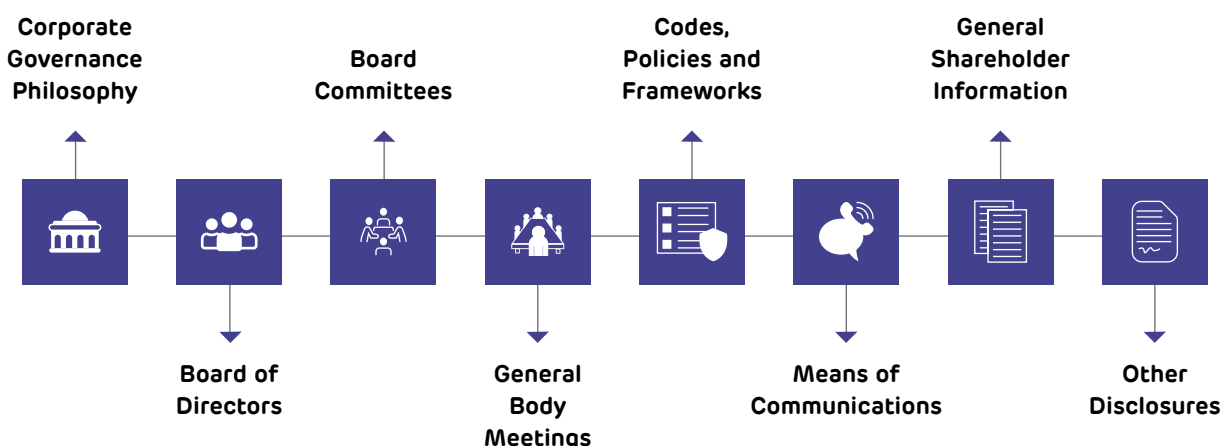 Corporate
Governance
Philosophy
Board
Committees
Codes,
Policies and
Frameworks
General
Shareholder
Information
Board of
Directors
General
Body
Meetings
Means of
Communications
Other
Disclosures